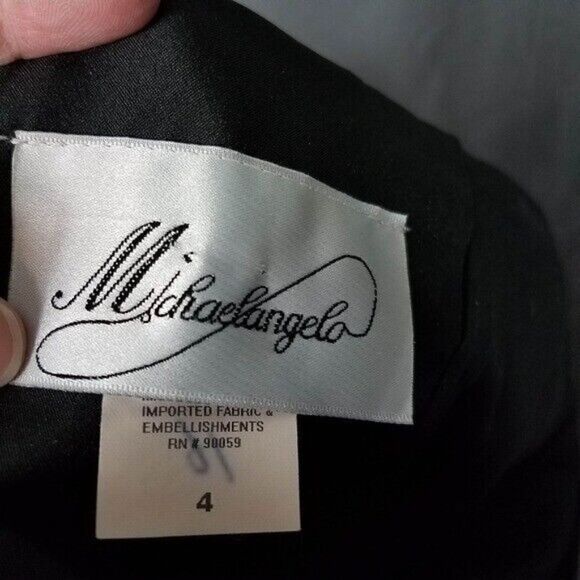 Michaelangelo
IMPORTED FABRIC &
EMBELLISHMENTS
RN # 90059
4